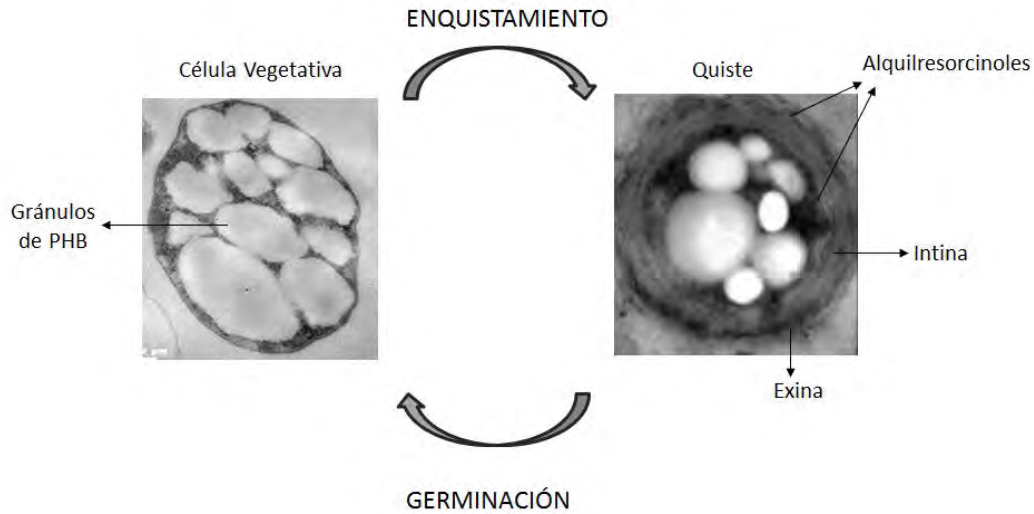 ENQUISTAMIENTO
Célula Vegetativa
Quiste
Alquilresorcinoles
Gránulos
de PHB
Intina
Exina
GERMINACIÓN